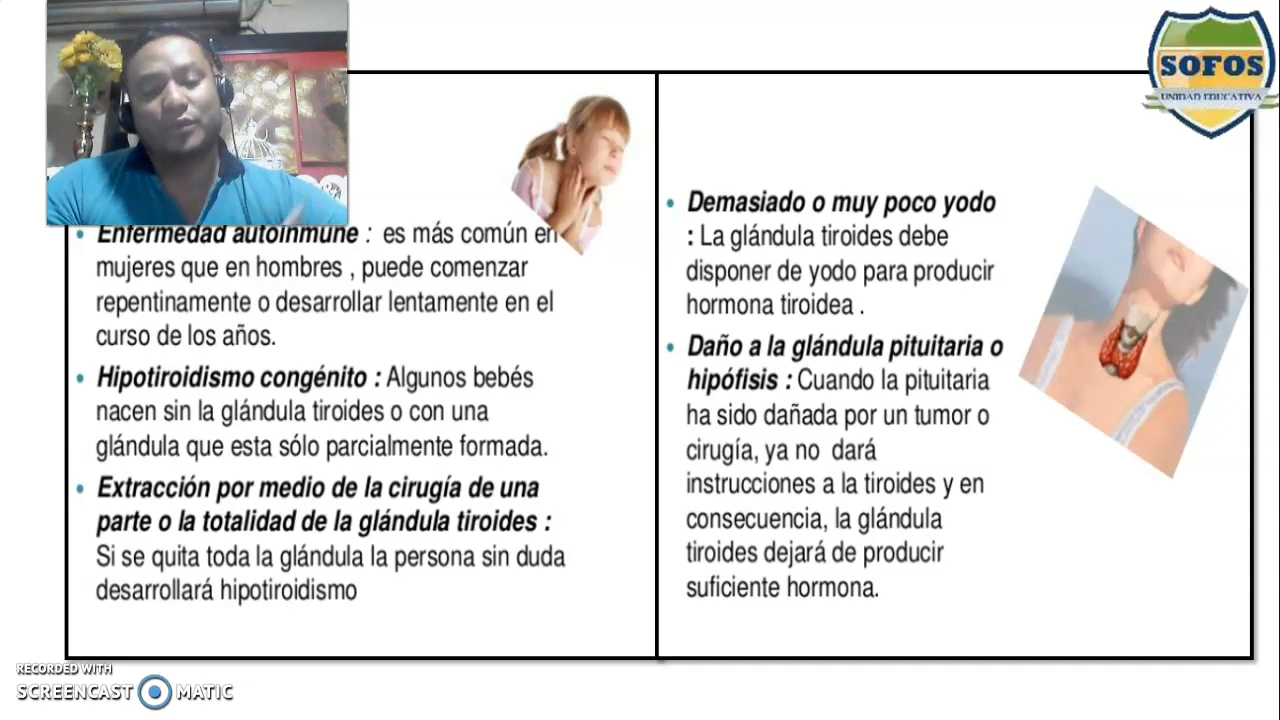 SOFOS
UNIDAD EDUCATIVA
Enfermedad autoinmune : es más común en
mujeres que en hombres , puede comenzar
repentinamente o desarrollar lentamente en el
curso de los años.
Hipotiroidismo congénito : Algunos bebés
nacen sin la glándula tiroides o con una
glándula que esta sólo parcialmente formada.
Extracción por medio de la cirugía de una
parte o la totalidad de la glándula tiroides :
Si se quita toda la glándula la persona sin duda
desarrollará hipotiroidismo
Demasiado o muy poco yodo
: La glándula tiroides debe
disponer de yodo para producir
hormona tiroidea .
Daño a la glándula pituitaria o
hipófisis : Cuando la pituitaria
ha sido dañada por un tumor o
cirugía, ya no dará
instrucciones a la tiroides y en
consecuencia, la glándula
tiroides dejará de producir
suficiente hormona.
RECORDED WITH
SCREENCAST MATIC